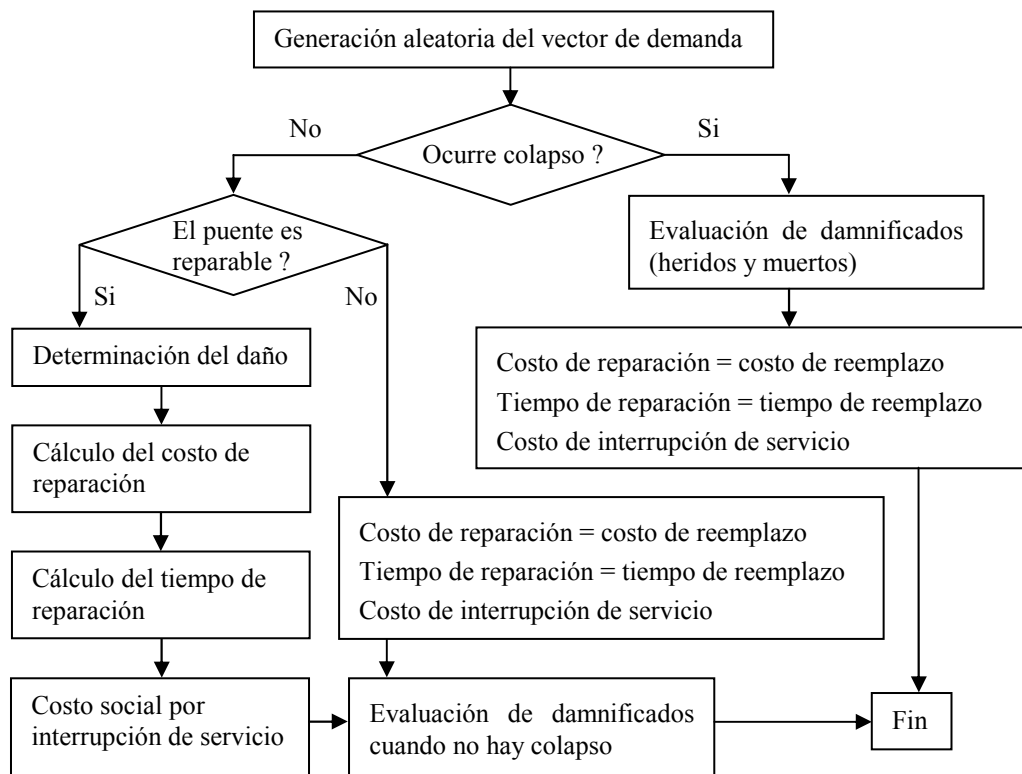 Generación aleatoria del vector de demanda
No
Si
Ocurre colapso ?
El puente es
reparable ?
Evaluación de damnificados
(heridos y muertos)
Si
No
Determinación del daño
Costo de reparación = costo de reemplazo
Tiempo de reparación = tiempo de reemplazo
Costo de interrupción de servicio
Cálculo del costo de
reparación
Costo de reparación = costo de reemplazo
Tiempo de reparación = tiempo de reemplazo
Costo de interrupción de servicio
Cálculo del tiempo de
reparación
Costo social por
interrupción de servicio
Evaluación de damnificados
cuando no hay colapso
Fin